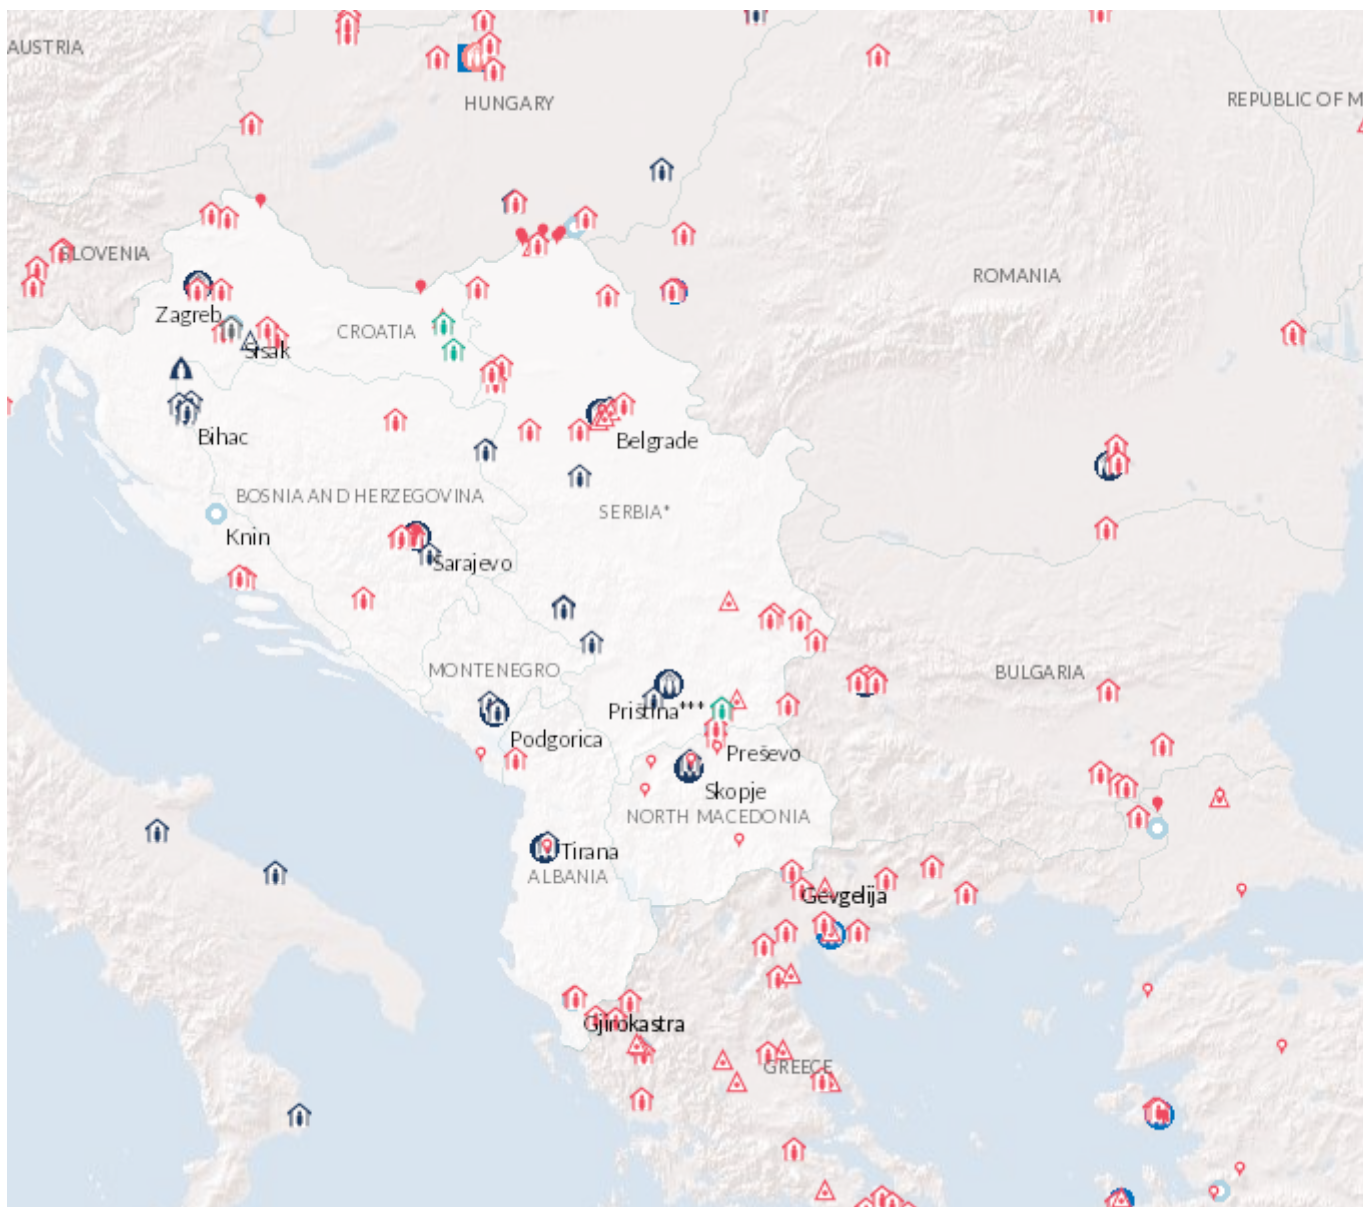 AUSTRIA
HUNGARY
REPUBLIC OF M
SLOVENIA
ROMANIA
Zagreb
CROATIA
Sisak
Bihac
Belgrade
BOSNIA AND HERZEGOVINA
SERBIA*
Knin
Sarajevo
MONTENEGRO
BULGARIA
Priština***
Podgorica
Preševo
Skopje
NORTH MACEDONIA
Tirana
ALBANIA
Gevgelija
Gjirokastra
GREECE